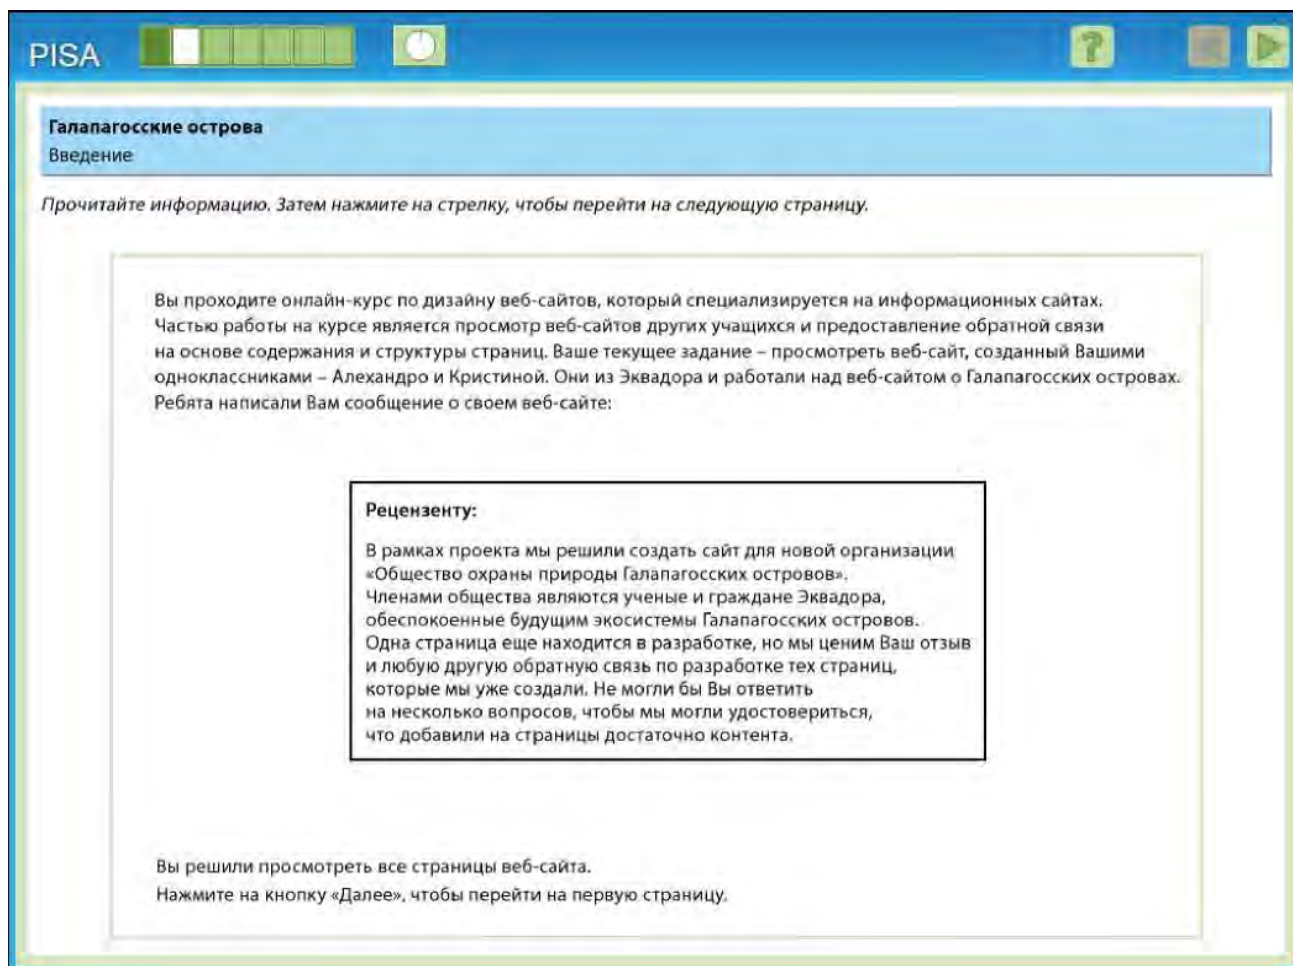 PISA
?
Галапагосские острова
Введение
Прочитайте информацию. Затем нажмите на стрелку, чтобы перейти на следующую страницу.
Вы проходите онлайн-курс по дизайну веб-сайтов, который специализируется на информационных сайтах.
Частью работы на курсе является просмотр веб-сайтов других учащихся и предоставление обратной связи
на основе содержания и структуры страниц. Ваше текущее задание – просмотреть веб-сайт, созданный Вашими
одноклассниками – Алехандро и Кристиной. Они из Эквадора и работали над веб-сайтом о Галапагосских островах.
Ребята написали Вам сообщение о своем веб-сайте:
Рецензенту:
В рамках проекта мы решили создать сайт для новой организации
«Общество охраны природы Галапагосских островов».
Членами общества являются ученые и граждане Эквадора,
обеспокоенные будущим экосистемы Галапагосских островов.
Одна страница еще находится в разработке, но мы ценим Ваш отзыв
и любую другую обратную связь по разработке тех страниц,
которые мы уже создали. Не могли бы Вы ответить
на несколько вопросов, чтобы мы могли удостовериться,
что добавили на страницы достаточно контента.
Вы решили просмотреть все страницы веб-сайта.
Нажмите на кнопку «Далее», чтобы перейти на первую страницу.